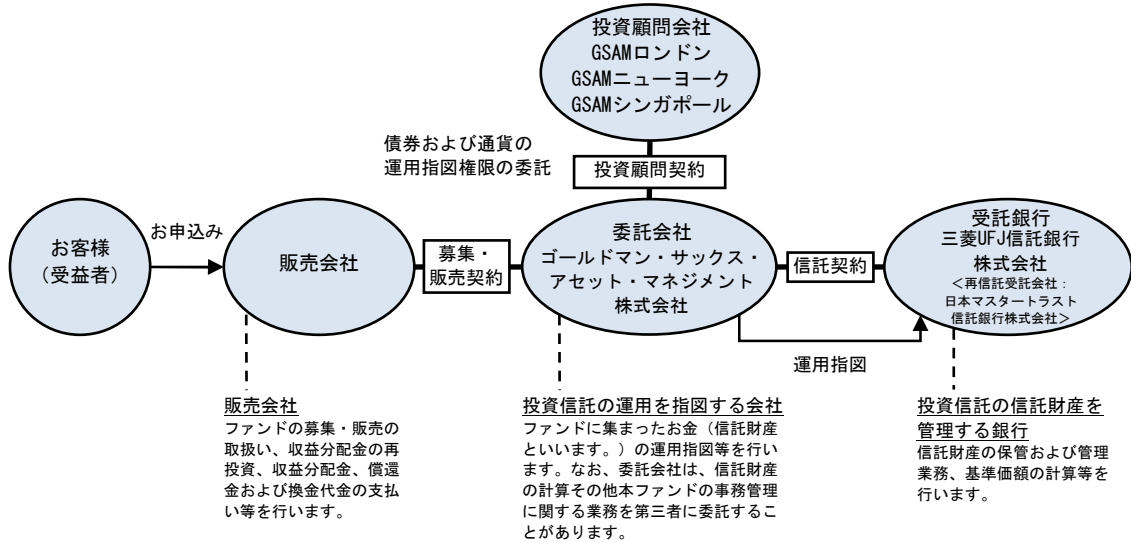 投資顧問会社
GSAMロンドン
GSAMニューヨーク
GSAMシンガポール
債券および通貨の
運用指図権限の委託
投資顧問契約
お客様
（受益者）
お申込み
販売会社
募集・
販売契約
委託会社
ゴールドマン・サックス・
アセット・マネジメント
株式会社
信託契約
受託銀行
三菱UFJ信託銀行
株式会社
＜再信託受託会社：
日本マスタートラスト
信託銀行株式会社＞
運用指図
販売会社
ファンドの募集・販売の
取扱い、収益分配金の再
投資、収益分配金、償還
金および換金代金の支払
い等を行います。
投資信託の運用を指図する会社
ファンドに集まったお金（信託財産
といいます。）の運用指図等を行い
ます。なお、委託会社は、信託財産
の計算その他本ファンドの事務管理
に関する業務を第三者に委託するこ
とがあります。
投資信託の信託財産を
管理する銀行
信託財産の保管および管理
業務、基準価額の計算等を
行います。